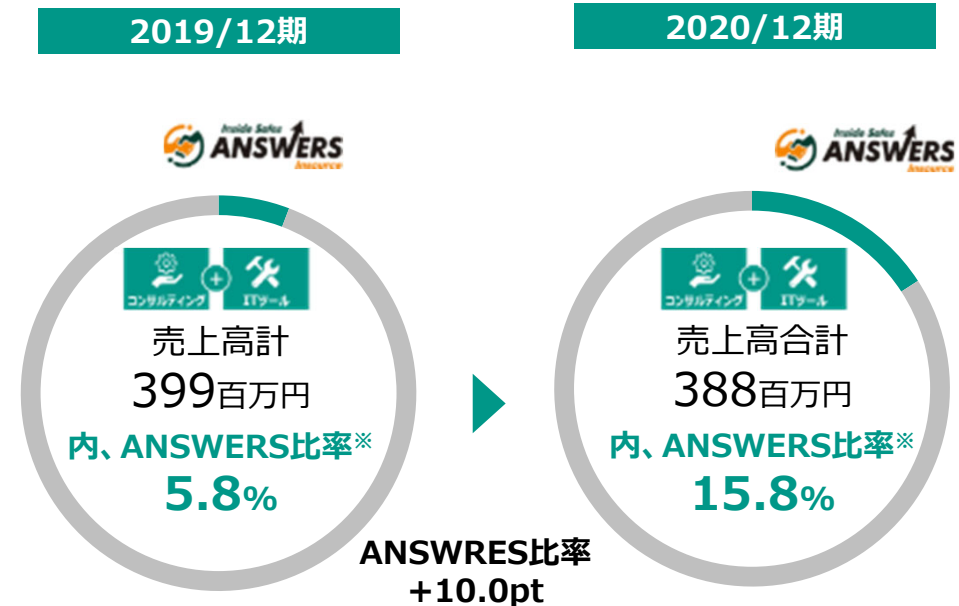 2019/12期
2020/12期
Inside Sales
ANSWERS
Insource
Inside Sales
ANSWERS
Insource
コンサルティング
+
ITツール
売上高計
399百万円
内、ANSWERS比率※
5.8%
コンサルティング
+
ITツール
売上高合計
388百万円
内、ANSWERS比率※
15.8%
ANSWRES比率
+10.0pt